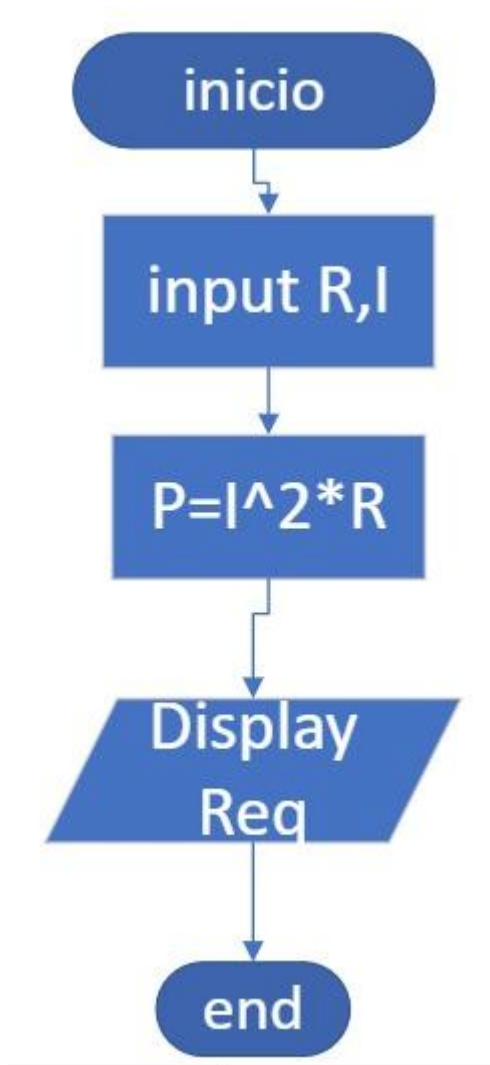 inicio
input R,I
P=I^2*R
Display
Req
end